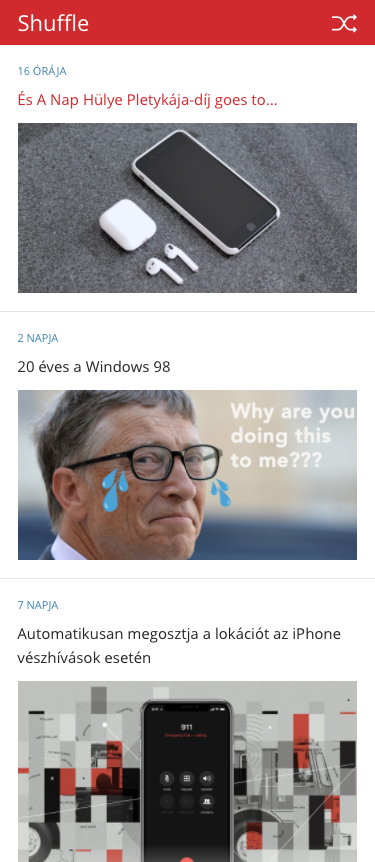 Shuffle
16 ÓRÁJA
És A Nap Hülye Pletykája-díj goes to...
2 NAPJA
20 éves a Windows 98
Why are you
doing this
to me???
7 NAPJA
Automatikusan megosztja a lokációt az iPhone
vészhívások esetén
911